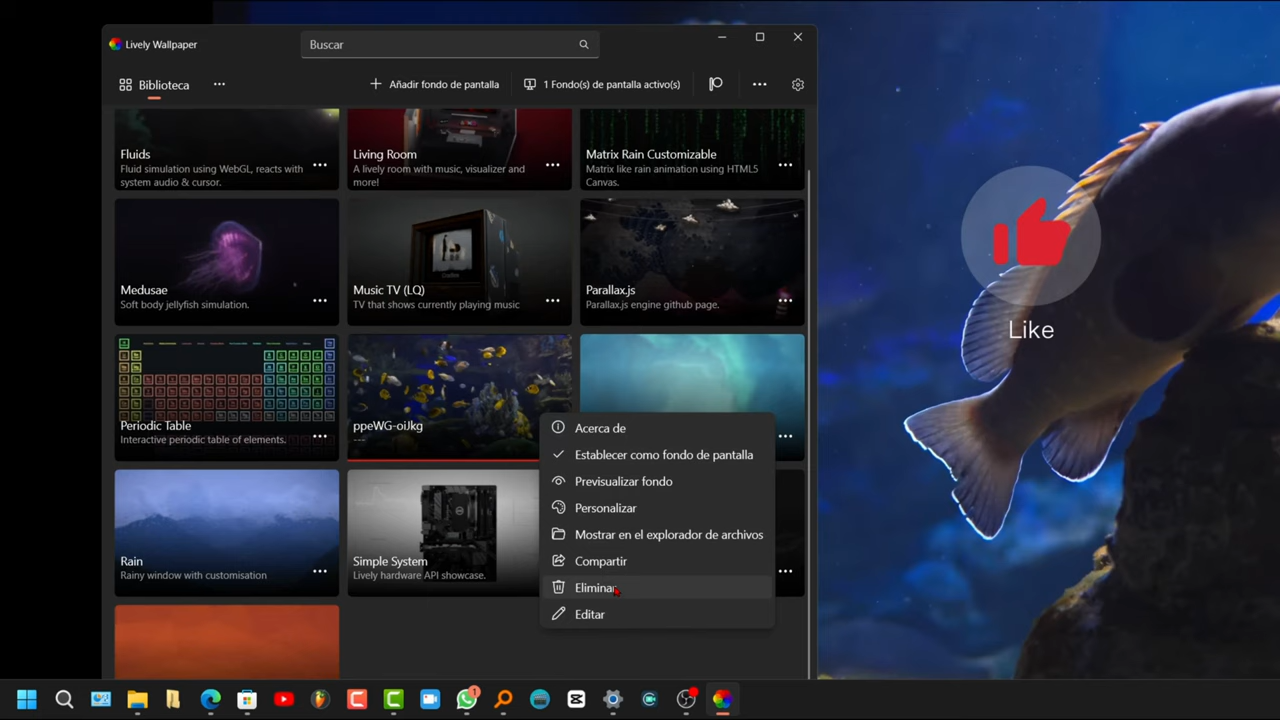 Lively Wallpaper
Buscar
Biblioteca
Añadir fondo de pantalla
1 Fondo(s) de pantalla activo(s)
Fluids
Fluid simulation using WebGL, reacts with
system audio & cursor.
Living Room
A lively room with music, visualizer and
more!
Matrix Rain Customizable
Matrix like rain animation using HTML5
Canvas.
Medusae
Soft body jellyfish simulation.
Music TV (LQ)
TV that shows currently playing music
Parallax.js
Parallax.js engine github page.
Periodic Table
Interactive periodic table of elements.
ppeWG-oiJkg
---
Rain
Rainy window with customisation
Simple System
Lively hardware API showcase.
Acerca de
Establecer como fondo de pantalla
Previsualizar fondo
Personalizar
Mostrar en el explorador de archivos
Compartir
Eliminar
Editar
Like
1